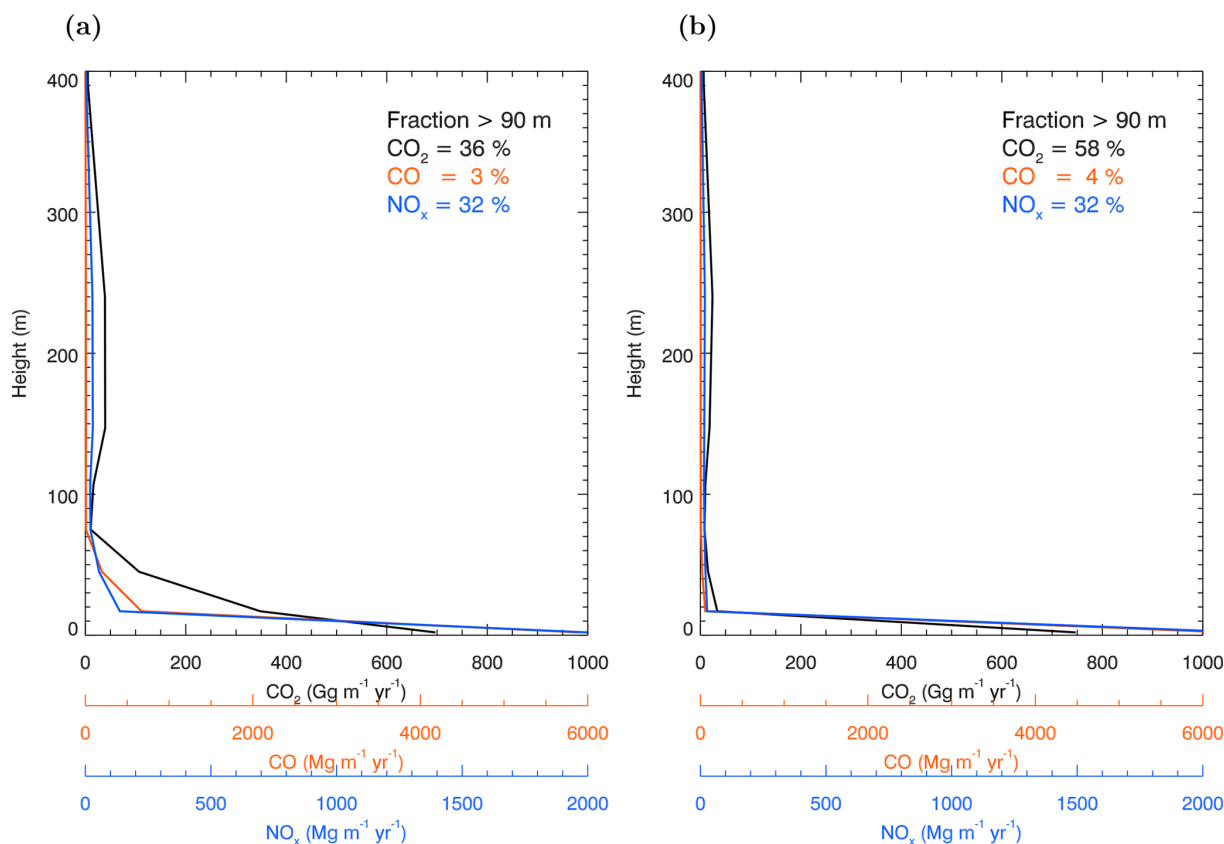 (a)
400
300
200
100
0
Height (m)
Fraction > 90 m
CO₂ = 36 %
CO = 3 %
NOₓ = 32 %
0 200 400 600 800 1000
CO₂ (Gg m⁻¹ yr⁻¹)
0 2000 4000 6000
CO (Mg m⁻¹ yr⁻¹)
0 500 1000 1500 2000
NOₓ (Mg m⁻¹ yr⁻¹)
(b)
400
300
200
100
0
Height (m)
Fraction > 90 m
CO₂ = 58 %
CO = 4 %
NOₓ = 32 %
0 200 400 600 800 1000
CO₂ (Gg m⁻¹ yr⁻¹)
0 2000 4000 6000
CO (Mg m⁻¹ yr⁻¹)
0 500 1000 1500 2000
NOₓ (Mg m⁻¹ yr⁻¹)